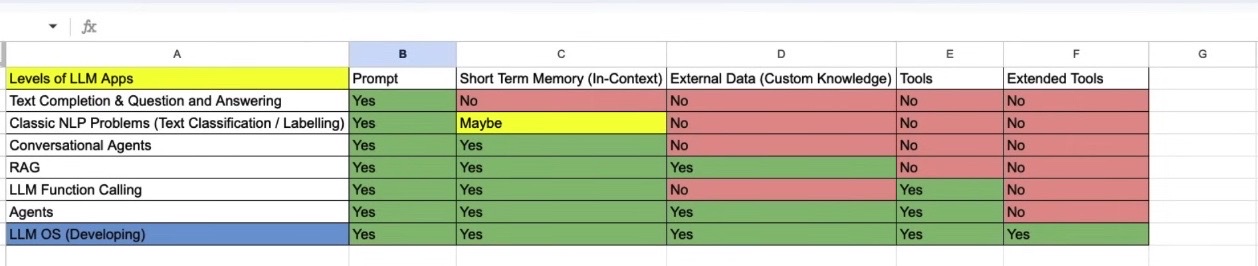 fx
A B C D E F G
Levels of LLM Apps Prompt Short Term Memory (In-Context) External Data (Custom Knowledge) Tools Extended Tools
Text Completion & Question and Answering Yes No No No No
Classic NLP Problems (Text Classification / Labelling) Yes Maybe No No No
Conversational Agents Yes Yes No No No
RAG Yes Yes Yes No No
LLM Function Calling Yes Yes No Yes No
Agents Yes Yes Yes Yes No
LLM OS (Developing) Yes Yes Yes Yes Yes